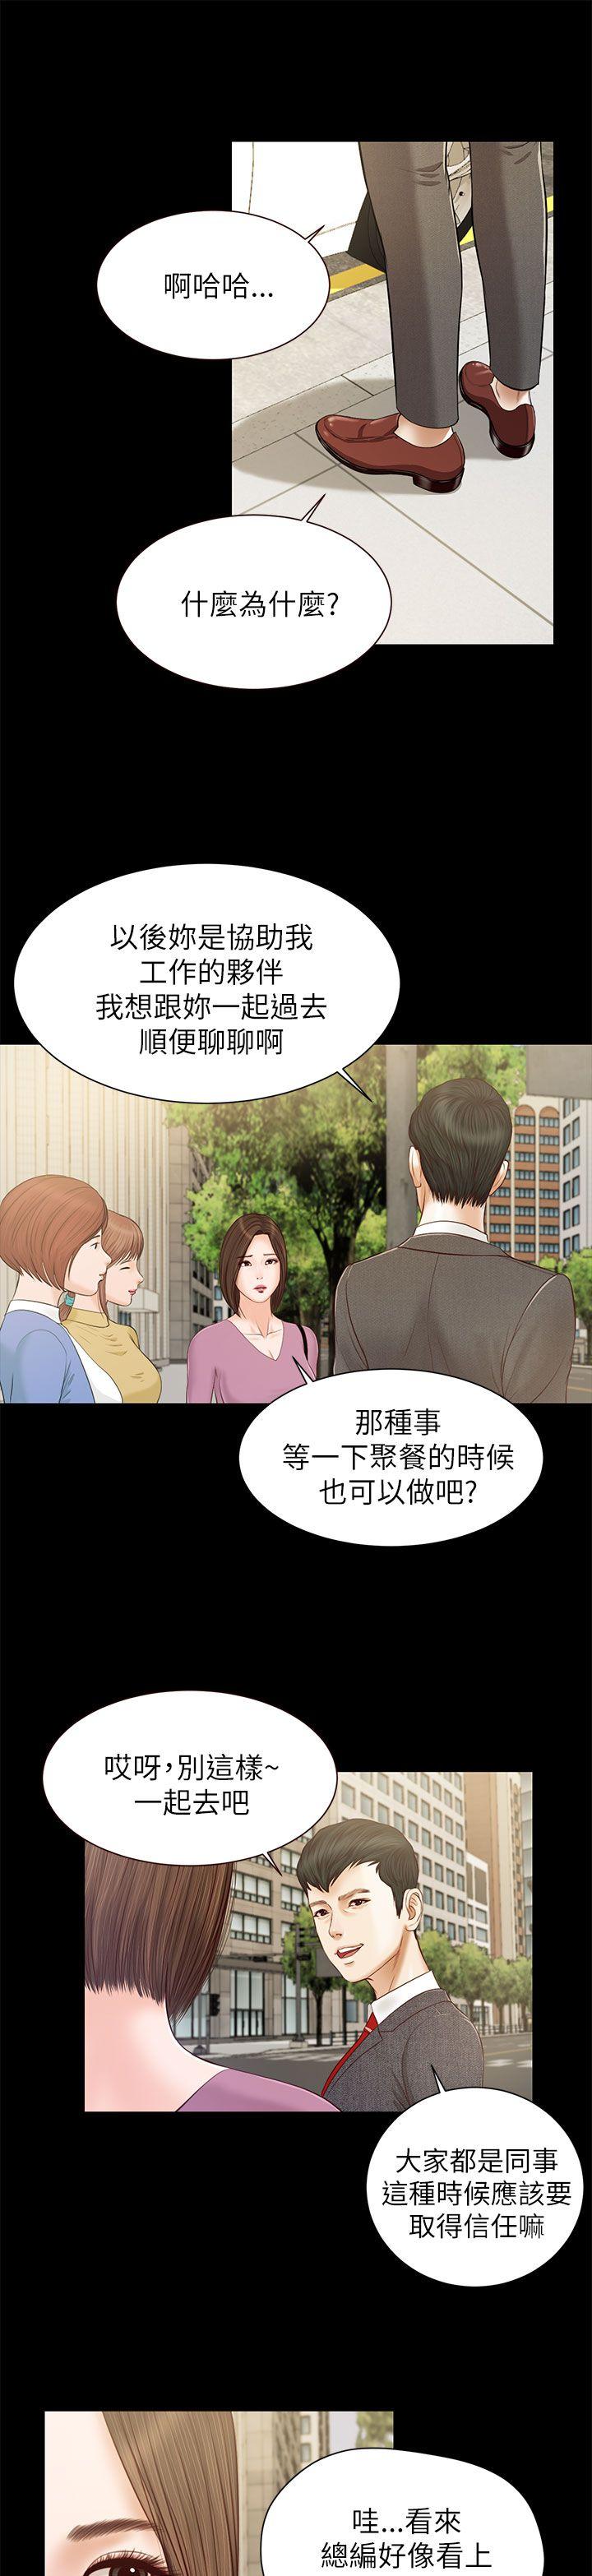 啊哈哈...
什麼為什麼?
以後妳是協助我
工作的夥伴
我想跟妳一起過去
順便聊聊啊
那種事
等一下聚餐的時候
也可以做吧?
哎呀,別這樣~
一起去吧
大家都是同事
這種時候應該要
取得信任嘛
哇...看來
總編好像看上